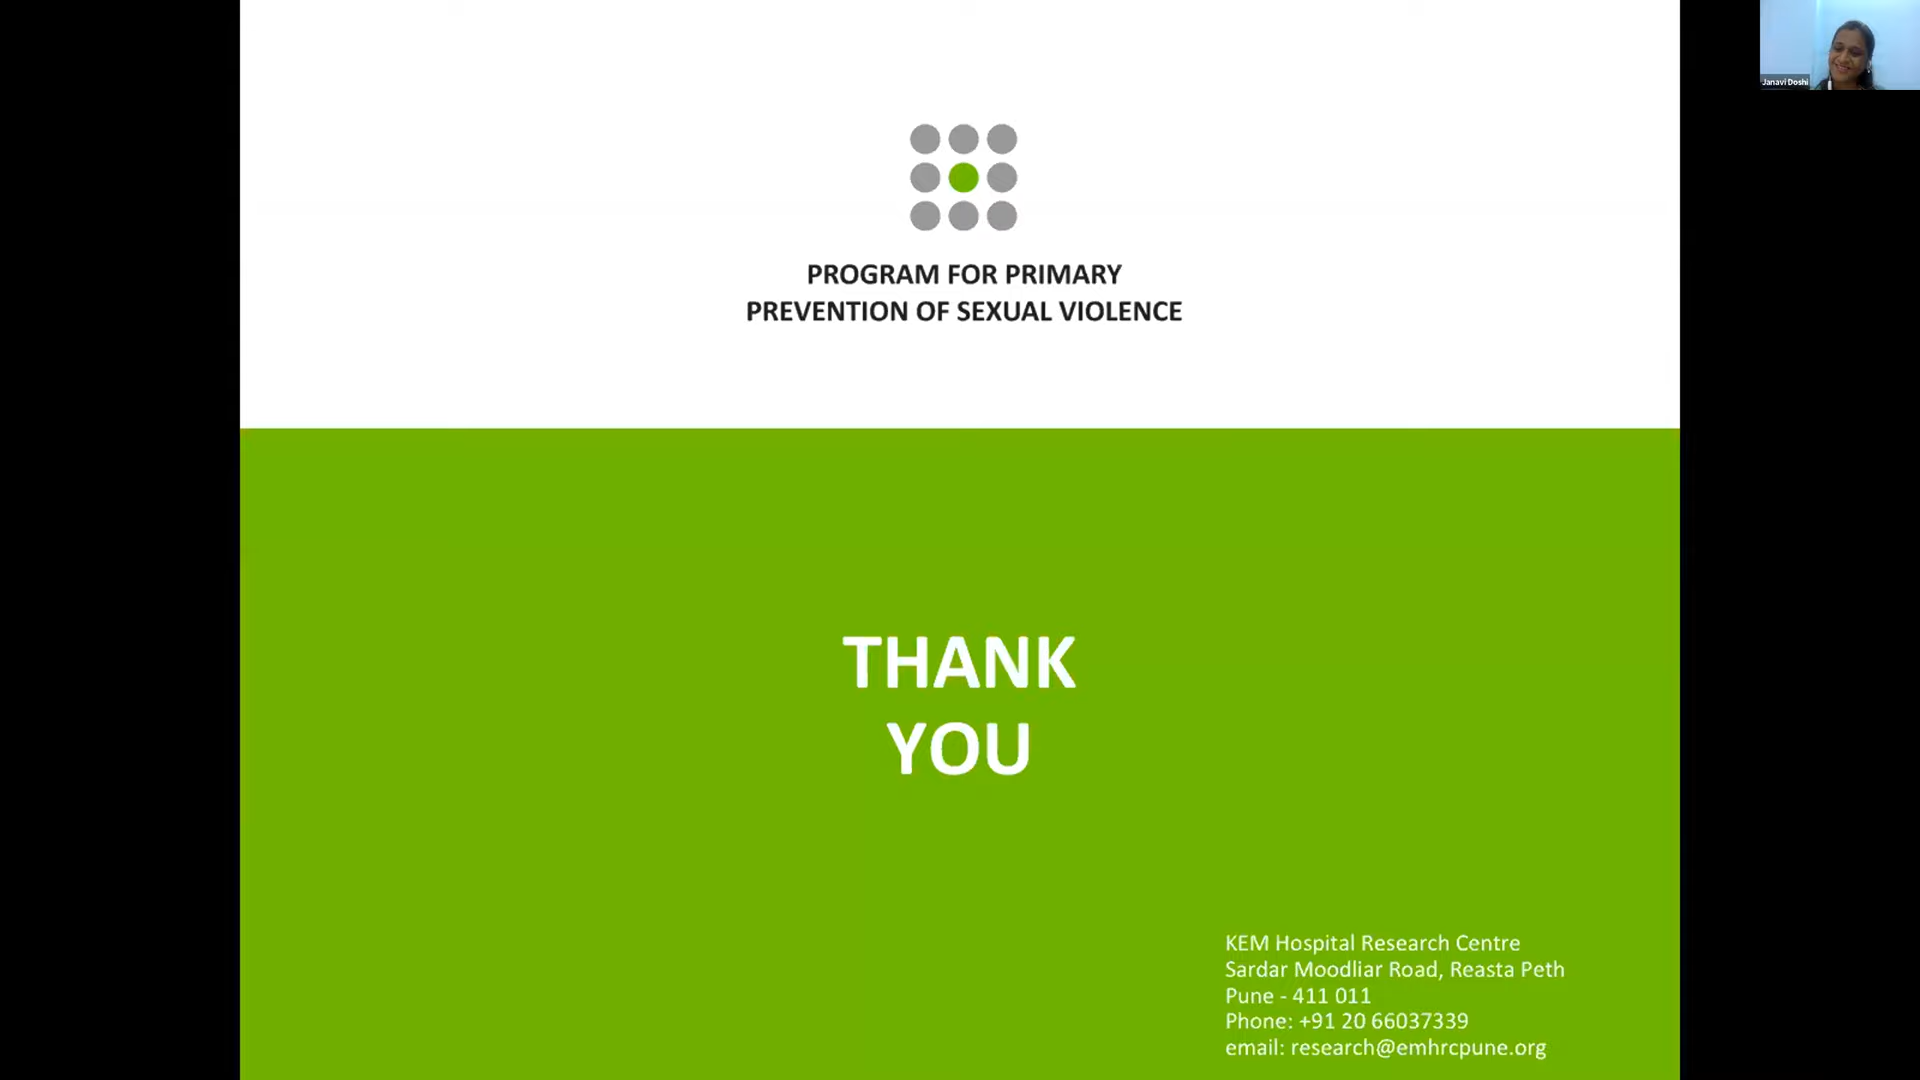 PROGRAM FOR PRIMARY
PREVENTION OF SEXUAL VIOLENCE
THANK
YOU
KEM Hospital Research Centre
Sardar Moodliar Road, Reasta Peth
Pune - 411 011
Phone: +91 20 66037339
email: research@emhrcpune.org
Janavi Doshi